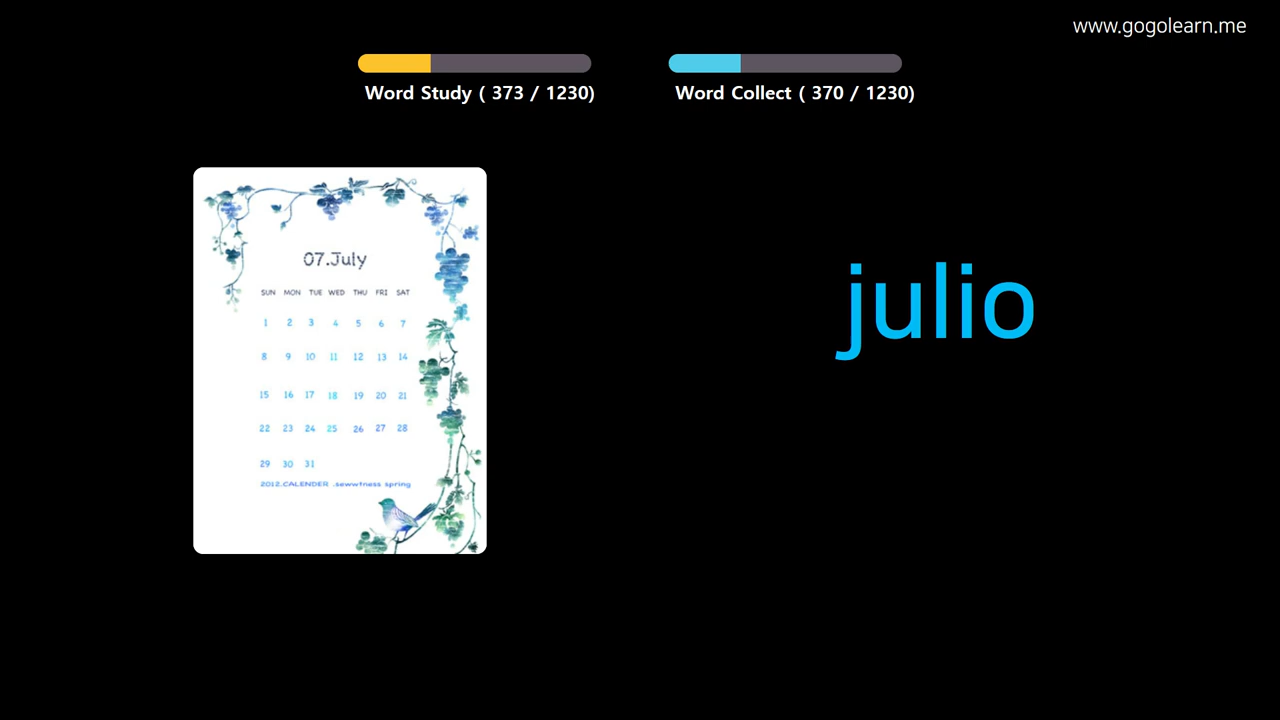 www.gogolearn.me
Word Study ( 373 / 1230)
Word Collect ( 370 / 1230)
07.July
SUN MON TUE WED THU FRI SAT
1 2 3 4 5 6 7
8 9 10 11 12 13 14
15 16 17 18 19 20 21
22 23 24 25 26 27 28
29 30 31
2012.CALENDER .sewwtness spring
julio